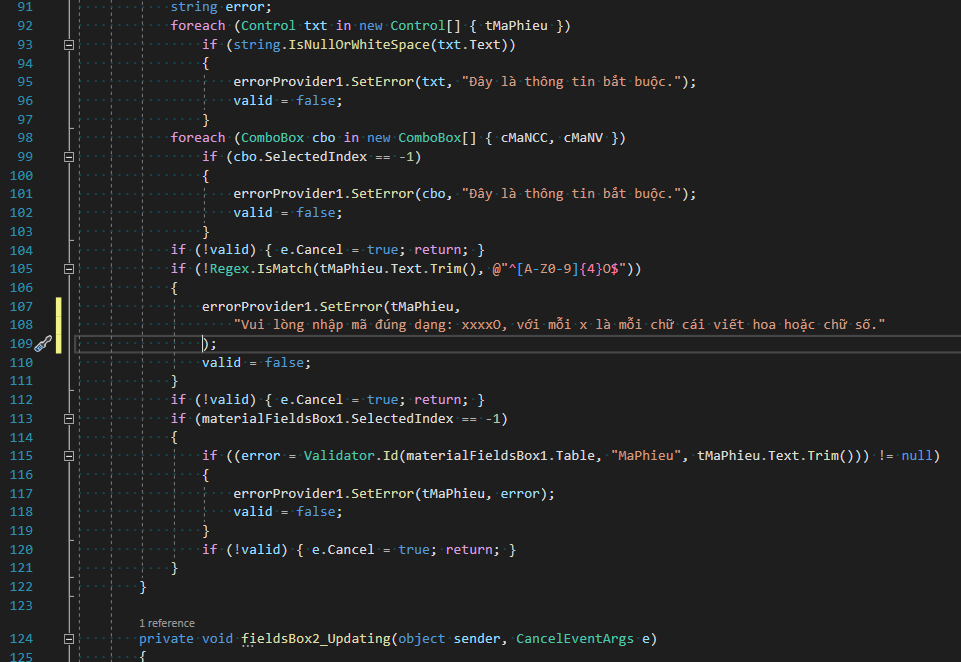 91 string error;
92 foreach (Control txt in new Control[] { tMaPhieu })
93 if (string.IsNullOrWhiteSpace(txt.Text))
94 {
95 errorProvider1.SetError(txt, "Đây là thông tin bắt buộc.");
96 valid = false;
97 }
98 foreach (ComboBox cbo in new ComboBox[] { cMaNCC, cMaNV })
99 if (cbo.SelectedIndex == -1)
100 {
101 errorProvider1.SetError(cbo, "Đây là thông tin bắt buộc.");
102 valid = false;
103 }
104 if (!valid) { e.Cancel = true; return; }
105 if (!Regex.IsMatch(tMaPhieu.Text.Trim(), @"^[A-Z0-9]{4}O$"))
106 {
107 errorProvider1.SetError(tMaPhieu,
108 "Vui lòng nhập mã đúng dạng: xxxxO, với mỗi x là mỗi chữ cái viết hoa hoặc chữ số."
109 );
110 valid = false;
111 }
112 if (!valid) { e.Cancel = true; return; }
113 if (materialFieldsBox1.SelectedIndex == -1)
114 {
115 if ((error = Validator.Id(materialFieldsBox1.Table, "MaPhieu", tMaPhieu.Text.Trim())) != null)
116 {
117 errorProvider1.SetError(tMaPhieu, error);
118 valid = false;
119 }
120 if (!valid) { e.Cancel = true; return; }
121 }
122 }
123
1 reference
124 private void fieldsBox2_Updating(object sender, CancelEventArgs e)
125 {